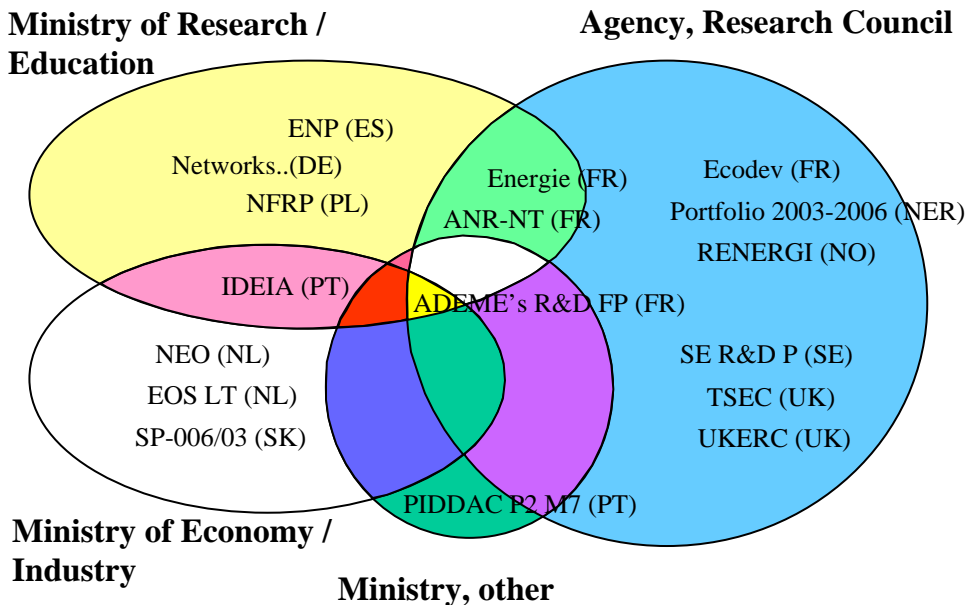 Ministry of Research /
Education
Agency, Research Council
ENP (ES)
Networks..(DE)
NFRP (PL)
Energie (FR)
ANR-NT (FR)
Ecodev (FR)
Portfolio 2003-2006 (NER)
RENERGI (NO)
IDEIA (PT)
ADEME's R&D FP (FR)
NEO (NL)
EOS LT (NL)
SP-006/03 (SK)
SE R&D P (SE)
TSEC (UK)
UKERC (UK)
PIDDAC P2 M7 (PT)
Ministry of Economy /
Industry
Ministry, other